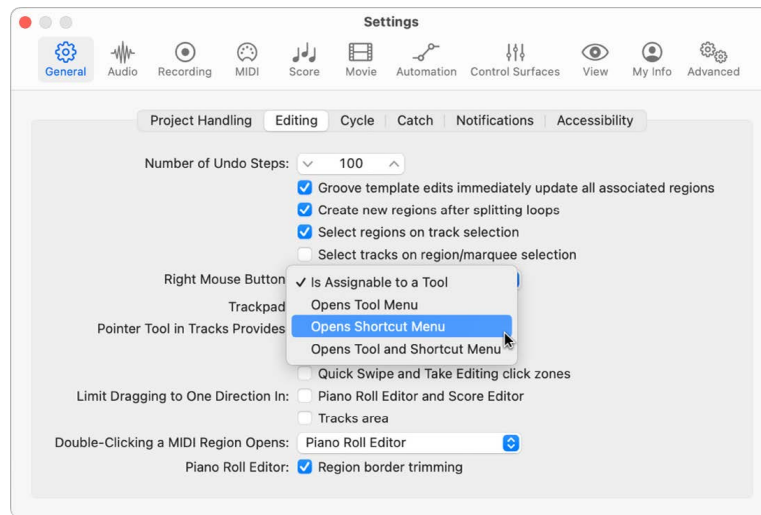 Settings
General Audio Recording MIDI Score Movie Automation Control Surfaces View My Info Advanced
Project Handling Editing Cycle Catch Notifications Accessibility
Number of Undo Steps: 100
Groove template edits immediately update all associated regions
Create new regions after splitting loops
Select regions on track selection
Select tracks on region/marquee selection
Right Mouse Button ✓ Is Assignable to a Tool
Trackpad Opens Tool Menu
Pointer Tool in Tracks Provides Opens Shortcut Menu
Opens Tool and Shortcut Menu
Quick Swipe and Take Editing click zones
Limit Dragging to One Direction In: Piano Roll Editor and Score Editor
Tracks area
Double-Clicking a MIDI Region Opens: Piano Roll Editor
Piano Roll Editor: Region border trimming